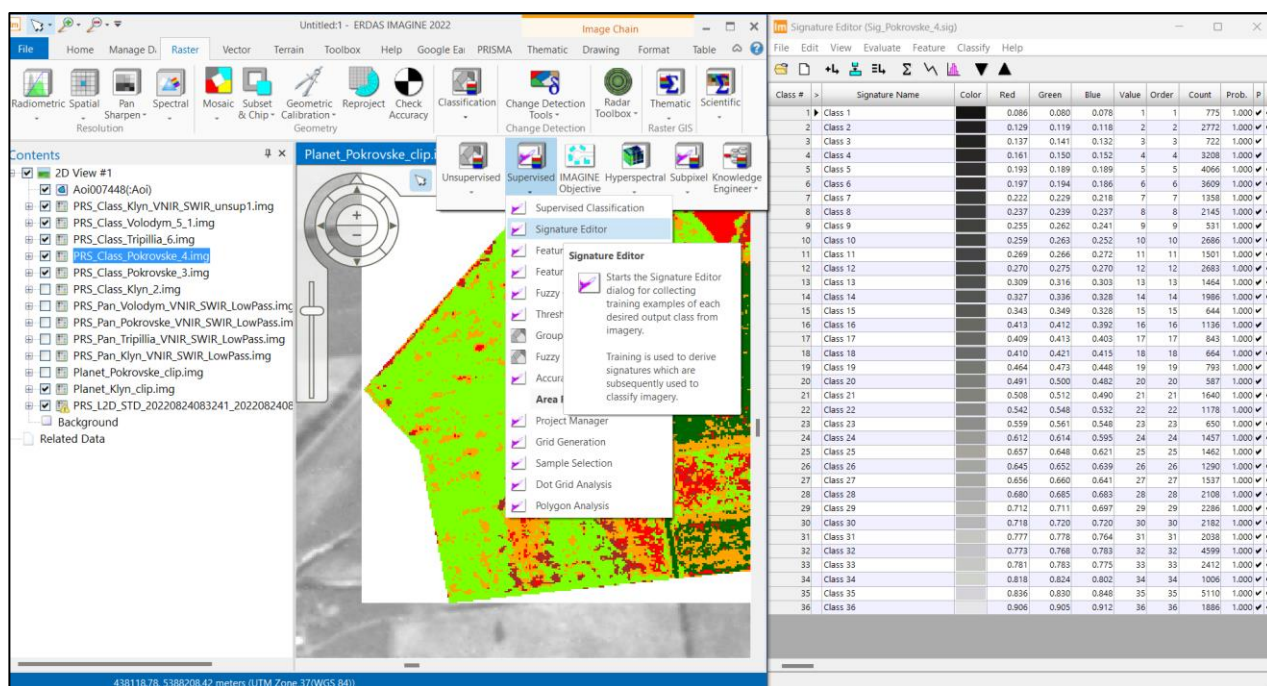 Untitled:1 - ERDAS IMAGINE 2022
Image Chain
File Home Manage D Raster Vector Terrain Toolbox Help Google Ea PRISMA Thematic Drawing Format Table
Radiometric Spatial Pan Sharpen Spectral Mosaic Subset & Chip Geometric Calibration Reproject Check Accuracy Classification Change Detection Tools Radar Toolbox Thematic Scientific
Resolution Geometry Change Detection Raster GIS
Contents
2D View #1
Aoi007448(:Aoi)
PRS_Class_Klyn_VNIR_SWIR_unsup1.img
PRS_Class_Volodym_5_1.img
PRS_Class_Tripillia_6.img
PRS_Class_Pokrovske_4.img
PRS_Class_Pokrovske_3.img
PRS_Class_Klyn_2.img
PRS_Pan_Volodym_VNIR_SWIR_LowPass.img
PRS_Pan_Pokrovske_VNIR_SWIR_LowPass.im
PRS_Pan_Tripillia_VNIR_SWIR_LowPass.img
PRS_Pan_Klyn_VNIR_SWIR_LowPass.img
Planet_Pokrovske_clip.img
Planet_Klyn_clip.img
PRS_L2D_STD_20220824083241_2022082408
Background
Related Data
Planet_Pokrovske_clip.i
Unsupervised Supervised IMAGINE Objective Hyperspectral Subpixel Knowledge Engineer
Supervised Classification
Signature Editor
Featur
Featur
Fuzzy
Thresh
Group
Fuzzy
Accura
Area
Project Manager
Grid Generation
Sample Selection
Dot Grid Analysis
Polygon Analysis
Signature Editor
Starts the Signature Editor
dialog for collecting
training examples of each
desired output class from
imagery.
Training is used to derive
signatures which are
subsequently used to
classify imagery.
438118.78, 5388208.42 meters (UTM Zone 37(WGS 84))
Signature Editor (Sig_Pokrovske_4.sig)
File Edit View Evaluate Feature Classify Help
Class # > Signature Name Color Red Green Blue Value Order Count Prob. P
1 Class 1 0.086 0.080 0.078 1 1 775 1.000
2 Class 2 0.129 0.119 0.118 2 2 2772 1.000
3 Class 3 0.137 0.141 0.132 3 3 722 1.000
4 Class 4 0.161 0.150 0.152 4 4 3208 1.000
5 Class 5 0.193 0.189 0.189 5 5 4066 1.000
6 Class 6 0.197 0.194 0.186 6 6 3609 1.000
7 Class 7 0.222 0.229 0.218 7 7 1358 1.000
8 Class 8 0.237 0.239 0.237 8 8 2145 1.000
9 Class 9 0.255 0.262 0.241 9 9 531 1.000
10 Class 10 0.259 0.263 0.252 10 10 2686 1.000
11 Class 11 0.269 0.266 0.272 11 11 1501 1.000
12 Class 12 0.270 0.275 0.270 12 12 2683 1.000
13 Class 13 0.309 0.316 0.303 13 13 1464 1.000
14 Class 14 0.327 0.336 0.328 14 14 1986 1.000
15 Class 15 0.343 0.349 0.328 15 15 644 1.000
16 Class 16 0.413 0.412 0.392 16 16 1136 1.000
17 Class 17 0.409 0.413 0.403 17 17 843 1.000
18 Class 18 0.410 0.421 0.415 18 18 664 1.000
19 Class 19 0.464 0.473 0.448 19 19 793 1.000
20 Class 20 0.491 0.500 0.482 20 20 587 1.000
21 Class 21 0.508 0.512 0.490 21 21 1640 1.000
22 Class 22 0.542 0.548 0.532 22 22 1178 1.000
23 Class 23 0.559 0.561 0.548 23 23 650 1.000
24 Class 24 0.612 0.614 0.595 24 24 1457 1.000
25 Class 25 0.657 0.648 0.621 25 25 1462 1.000
26 Class 26 0.645 0.652 0.639 26 26 1290 1.000
27 Class 27 0.656 0.660 0.641 27 27 1537 1.000
28 Class 28 0.680 0.685 0.683 28 28 2108 1.000
29 Class 29 0.712 0.711 0.697 29 29 2286 1.000
30 Class 30 0.718 0.720 0.720 30 30 2182 1.000
31 Class 31 0.777 0.778 0.764 31 31 2038 1.000
32 Class 32 0.773 0.768 0.783 32 32 4599 1.000
33 Class 33 0.781 0.783 0.775 33 33 2412 1.000
34 Class 34 0.818 0.824 0.802 34 34 1006 1.000
35 Class 35 0.836 0.830 0.848 35 35 5110 1.000
36 Class 36 0.906 0.905 0.912 36 36 1886 1.000